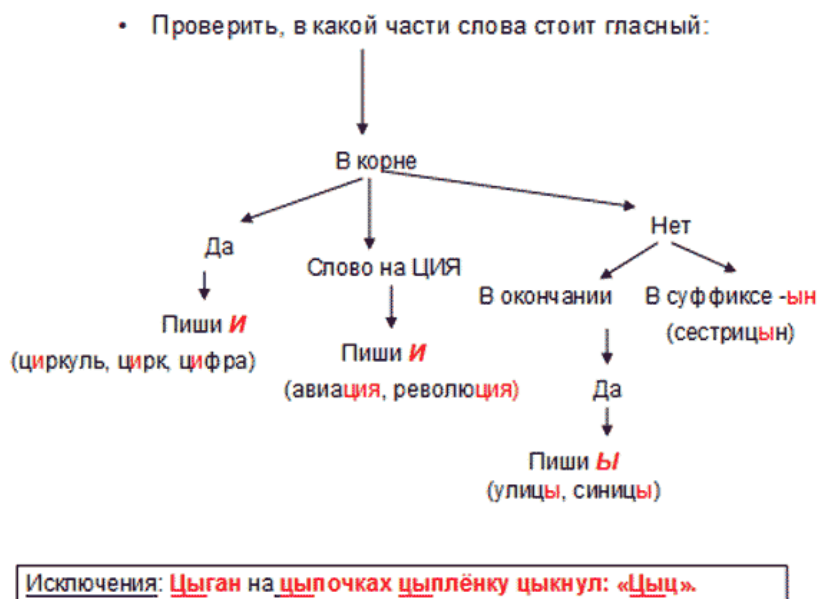 • Проверить, в какой части слова стоит гласный:
В корне
Да
Слово на ЦИЯ
Нет
Пиши И
(циркуль, цирк, цифра)
Пиши И
(авиация, революция)
В окончании
В суффиксе -ын
(сестрицын)
Да
Пиши Ы
(улицы, синицы)
Исключения: Цыган на цыпочках цыплёнку цыкнул: «Цыц».